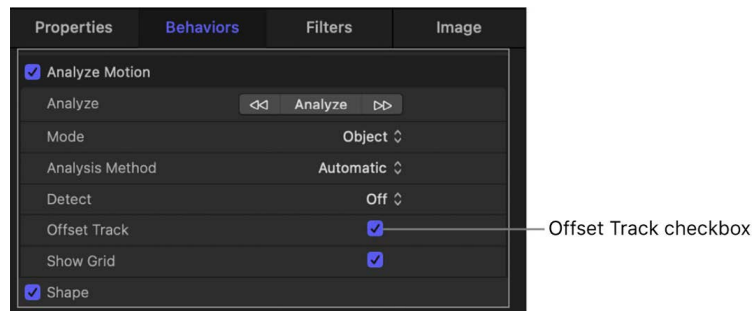 Properties Behaviors Filters Image
Analyze Motion
Analyze Analyze
Mode Object
Analysis Method Automatic
Detect Off
Offset Track Offset Track checkbox
Show Grid
Shape